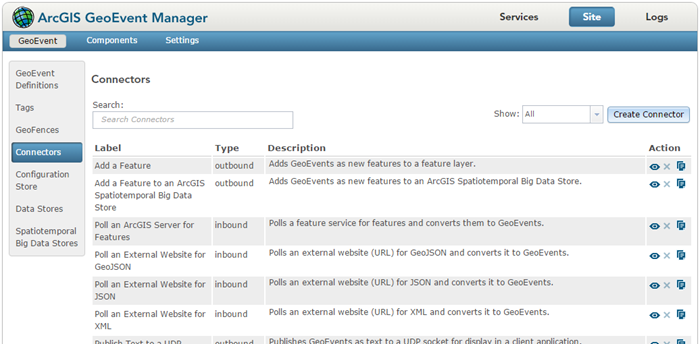 ArcGIS GeoEvent Manager
Services
Site
Logs
GeoEvent
Components
Settings
GeoEvent
Definitions
Tags
GeoFences
Connectors
Configuration
Store
Data Stores
Spatiotemporal
Big Data Stores
Connectors
Search:
Search Connectors
Show:
All
Create Connector
Label Type Description Action
Add a Feature outbound Adds GeoEvents as new features to a feature layer.
Add a Feature to an ArcGIS outbound Adds GeoEvents as new features to an ArcGIS Spatiotemporal Big Data Store.
Spatiotemporal Big Data
Store
Poll an ArcGIS Server for inbound Polls a feature service for features and converts them to GeoEvents.
Features
Poll an External Website for inbound Polls an external website (URL) for GeoJSON and converts it to GeoEvents.
GeoJSON
Poll an External Website for inbound Polls an external website (URL) for JSON and converts it to GeoEvents.
JSON
Poll an External Website for inbound Polls an external website (URL) for XML and converts it to GeoEvents.
XML
Publish Text to a UDP outbound Publishes GeoEvents as text to a UDP socket for display in a client application.